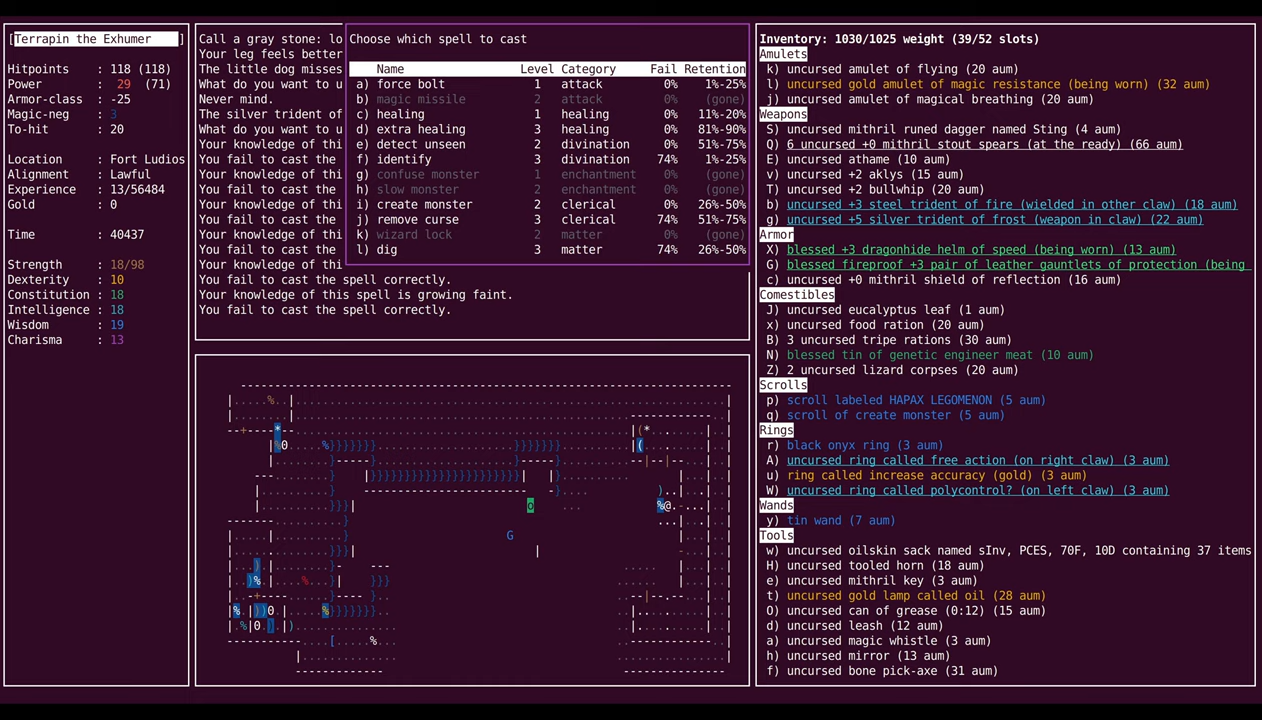 [Terrapin the Exhumer ]
Hitpoints : 118 (118)
Power : 29 (71)
Armor-class : -25
Magic-neg : 3
To-hit : 20
Location : Fort Ludios
Alignment : Lawful
Experience : 13/56484
Gold : 0
Time : 40437
Strength : 18/98
Dexterity : 10
Constitution : 18
Intelligence : 18
Wisdom : 19
Charisma : 13
Call a gray stone: lo
Your leg feels better
The little dog misses
What do you want to u
Never mind.
The silver trident of
What do you want to u
Your knowledge of thi
You fail to cast the
Your knowledge of thi
You fail to cast the
Your knowledge of thi
You fail to cast the
Your knowledge of thi
You fail to cast the
Your knowledge of thi
You fail to cast the spell correctly.
Your knowledge of this spell is growing faint.
You fail to cast the spell correctly.
Choose which spell to cast
Name Level Category Fail Retention
a) force bolt 1 attack 0% 1%-25%
b) magic missile 2 attack 0% (gone)
c) healing 1 healing 0% 11%-20%
d) extra healing 3 healing 0% 81%-90%
e) detect unseen 2 divination 0% 51%-75%
f) identify 3 divination 74% 1%-25%
g) confuse monster 1 enchantment 0% (gone)
h) slow monster 2 enchantment 0% (gone)
i) create monster 2 clerical 0% 26%-50%
j) remove curse 3 clerical 74% 51%-75%
k) wizard lock 2 matter 0% (gone)
l) dig 3 matter 74% 26%-50%
Inventory: 1030/1025 weight (39/52 slots)
Amulets
k) uncursed amulet of flying (20 aum)
l) uncursed gold amulet of magic resistance (being worn) (32 aum)
j) uncursed amulet of magical breathing (20 aum)
Weapons
S) uncursed mithril runed dagger named Sting (4 aum)
Q) 6 uncursed +0 mithril stout spears (at the ready) (66 aum)
E) uncursed athame (10 aum)
v) uncursed +2 aklys (15 aum)
T) uncursed +2 bullwhip (20 aum)
b) uncursed +3 steel trident of fire (wielded in other claw) (18 aum)
g) uncursed +5 silver trident of frost (weapon in claw) (22 aum)
Armor
X) blessed +3 dragonhide helm of speed (being worn) (13 aum)
G) blessed fireproof +3 pair of leather gauntlets of protection (being
c) uncursed +0 mithril shield of reflection (16 aum)
Comestibles
J) uncursed eucalyptus leaf (1 aum)
x) uncursed food ration (20 aum)
B) 3 uncursed tripe rations (30 aum)
N) blessed tin of genetic engineer meat (10 aum)
Z) 2 uncursed lizard corpses (20 aum)
Scrolls
p) scroll labeled HAPAX LEGOMENON (5 aum)
q) scroll of create monster (5 aum)
Rings
r) black onyx ring (3 aum)
A) uncursed ring called free action (on right claw) (3 aum)
u) ring called increase accuracy (gold) (3 aum)
W) uncursed ring called polycontrol? (on left claw) (3 aum)
Wands
y) tin wand (7 aum)
Tools
w) uncursed oilskin sack named sInv, PCES, 70F, 10D containing 37 items
H) uncursed tooled horn (18 aum)
e) mithril key (3 aum)
t) uncursed gold lamp called oil (28 aum)
O) uncursed can of grease (0:12) (15 aum)
d) uncursed leash (12 aum)
a) uncursed magic whistle (3 aum)
h) uncursed mirror (13 aum)
f) uncursed bone pick-axe (31 aum)